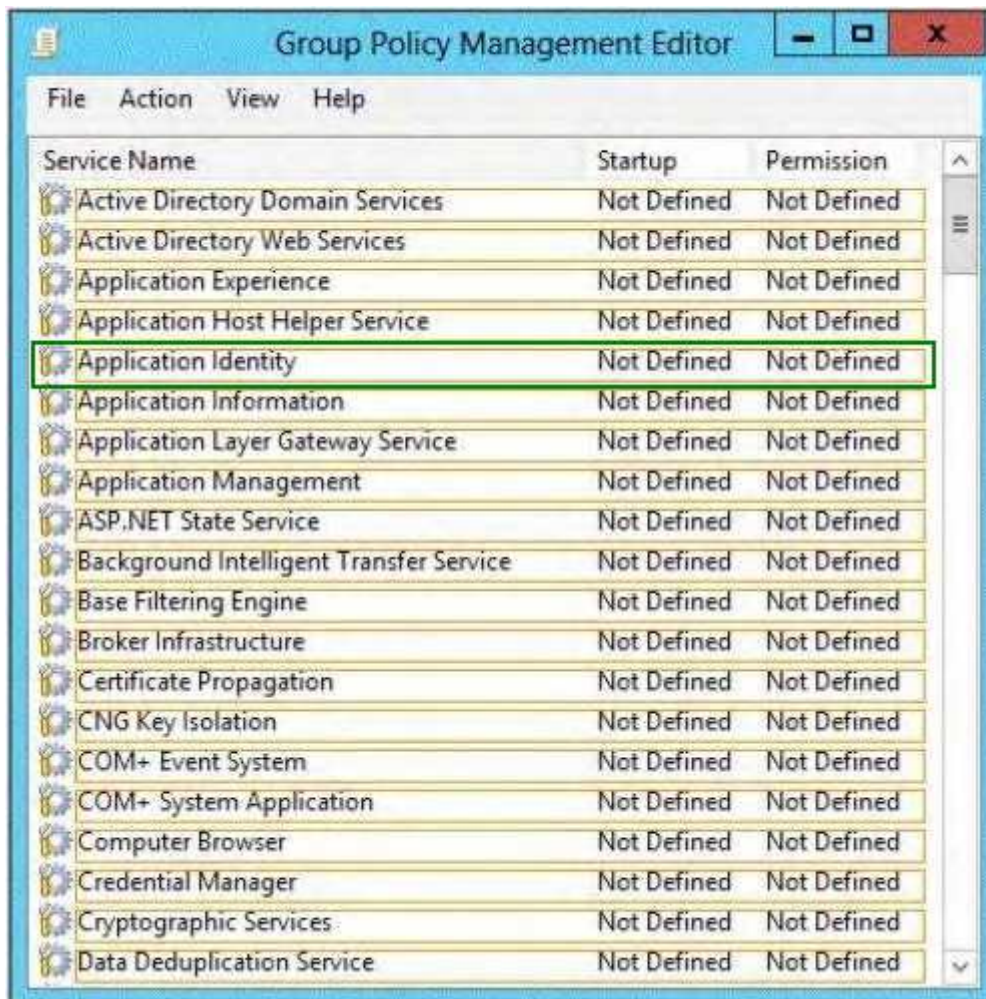 Group Policy Management Editor
File Action View Help
Service Name Startup Permission
Active Directory Domain Services Not Defined Not Defined
Active Directory Web Services Not Defined Not Defined
Application Experience Not Defined Not Defined
Application Host Helper Service Not Defined Not Defined
Application Identity Not Defined Not Defined
Application Information Not Defined Not Defined
Application Layer Gateway Service Not Defined Not Defined
Application Management Not Defined Not Defined
ASP.NET State Service Not Defined Not Defined
Background Intelligent Transfer Service Not Defined Not Defined
Base Filtering Engine Not Defined Not Defined
Broker Infrastructure Not Defined Not Defined
Certificate Propagation Not Defined Not Defined
CNG Key Isolation Not Defined Not Defined
COM+ Event System Not Defined Not Defined
COM+ System Application Not Defined Not Defined
Computer Browser Not Defined Not Defined
Credential Manager Not Defined Not Defined
Cryptographic Services Not Defined Not Defined
Data Deduplication Service Not Defined Not Defined